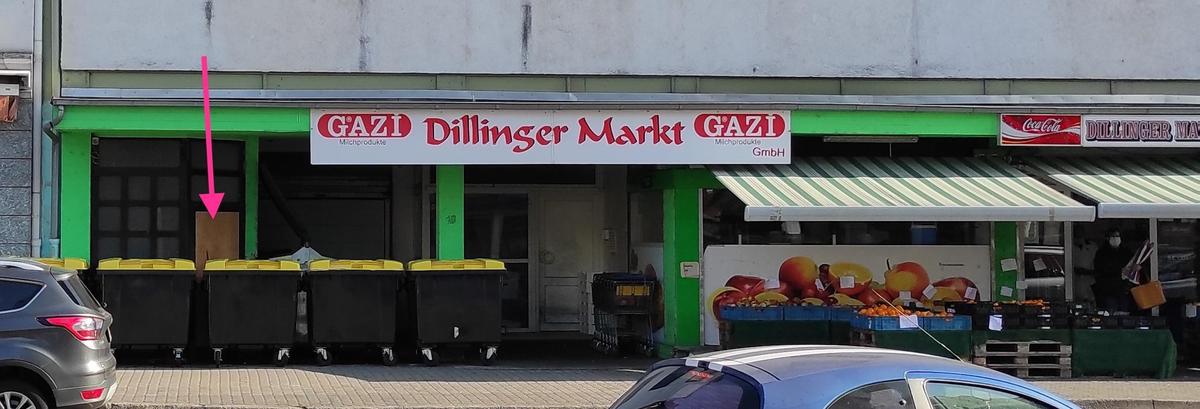 GAZİ
Milchprodukte
Dillinger Markt
GAZİ
Milchprodukte
GmbH
Coca-Cola
DILLINGER MA